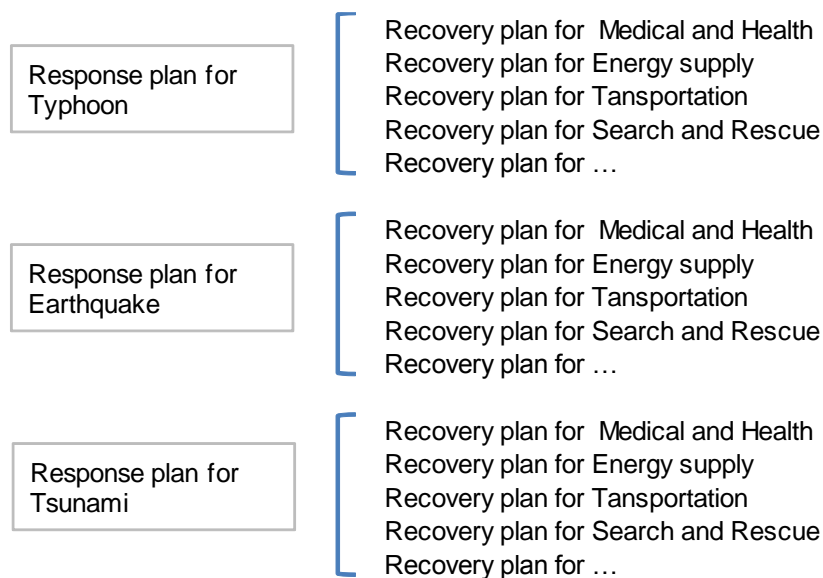 Response plan for
Typhoon
Recovery plan for Medical and Health
Recovery plan for Energy supply
Recovery plan for Tansportation
Recovery plan for Search and Rescue
Recovery plan for …
Response plan for
Earthquake
Recovery plan for Medical and Health
Recovery plan for Energy supply
Recovery plan for Tansportation
Recovery plan for Search and Rescue
Recovery plan for …
Response plan for
Tsunami
Recovery plan for Medical and Health
Recovery plan for Energy supply
Recovery plan for Tansportation
Recovery plan for Search and Rescue
Recovery plan for …